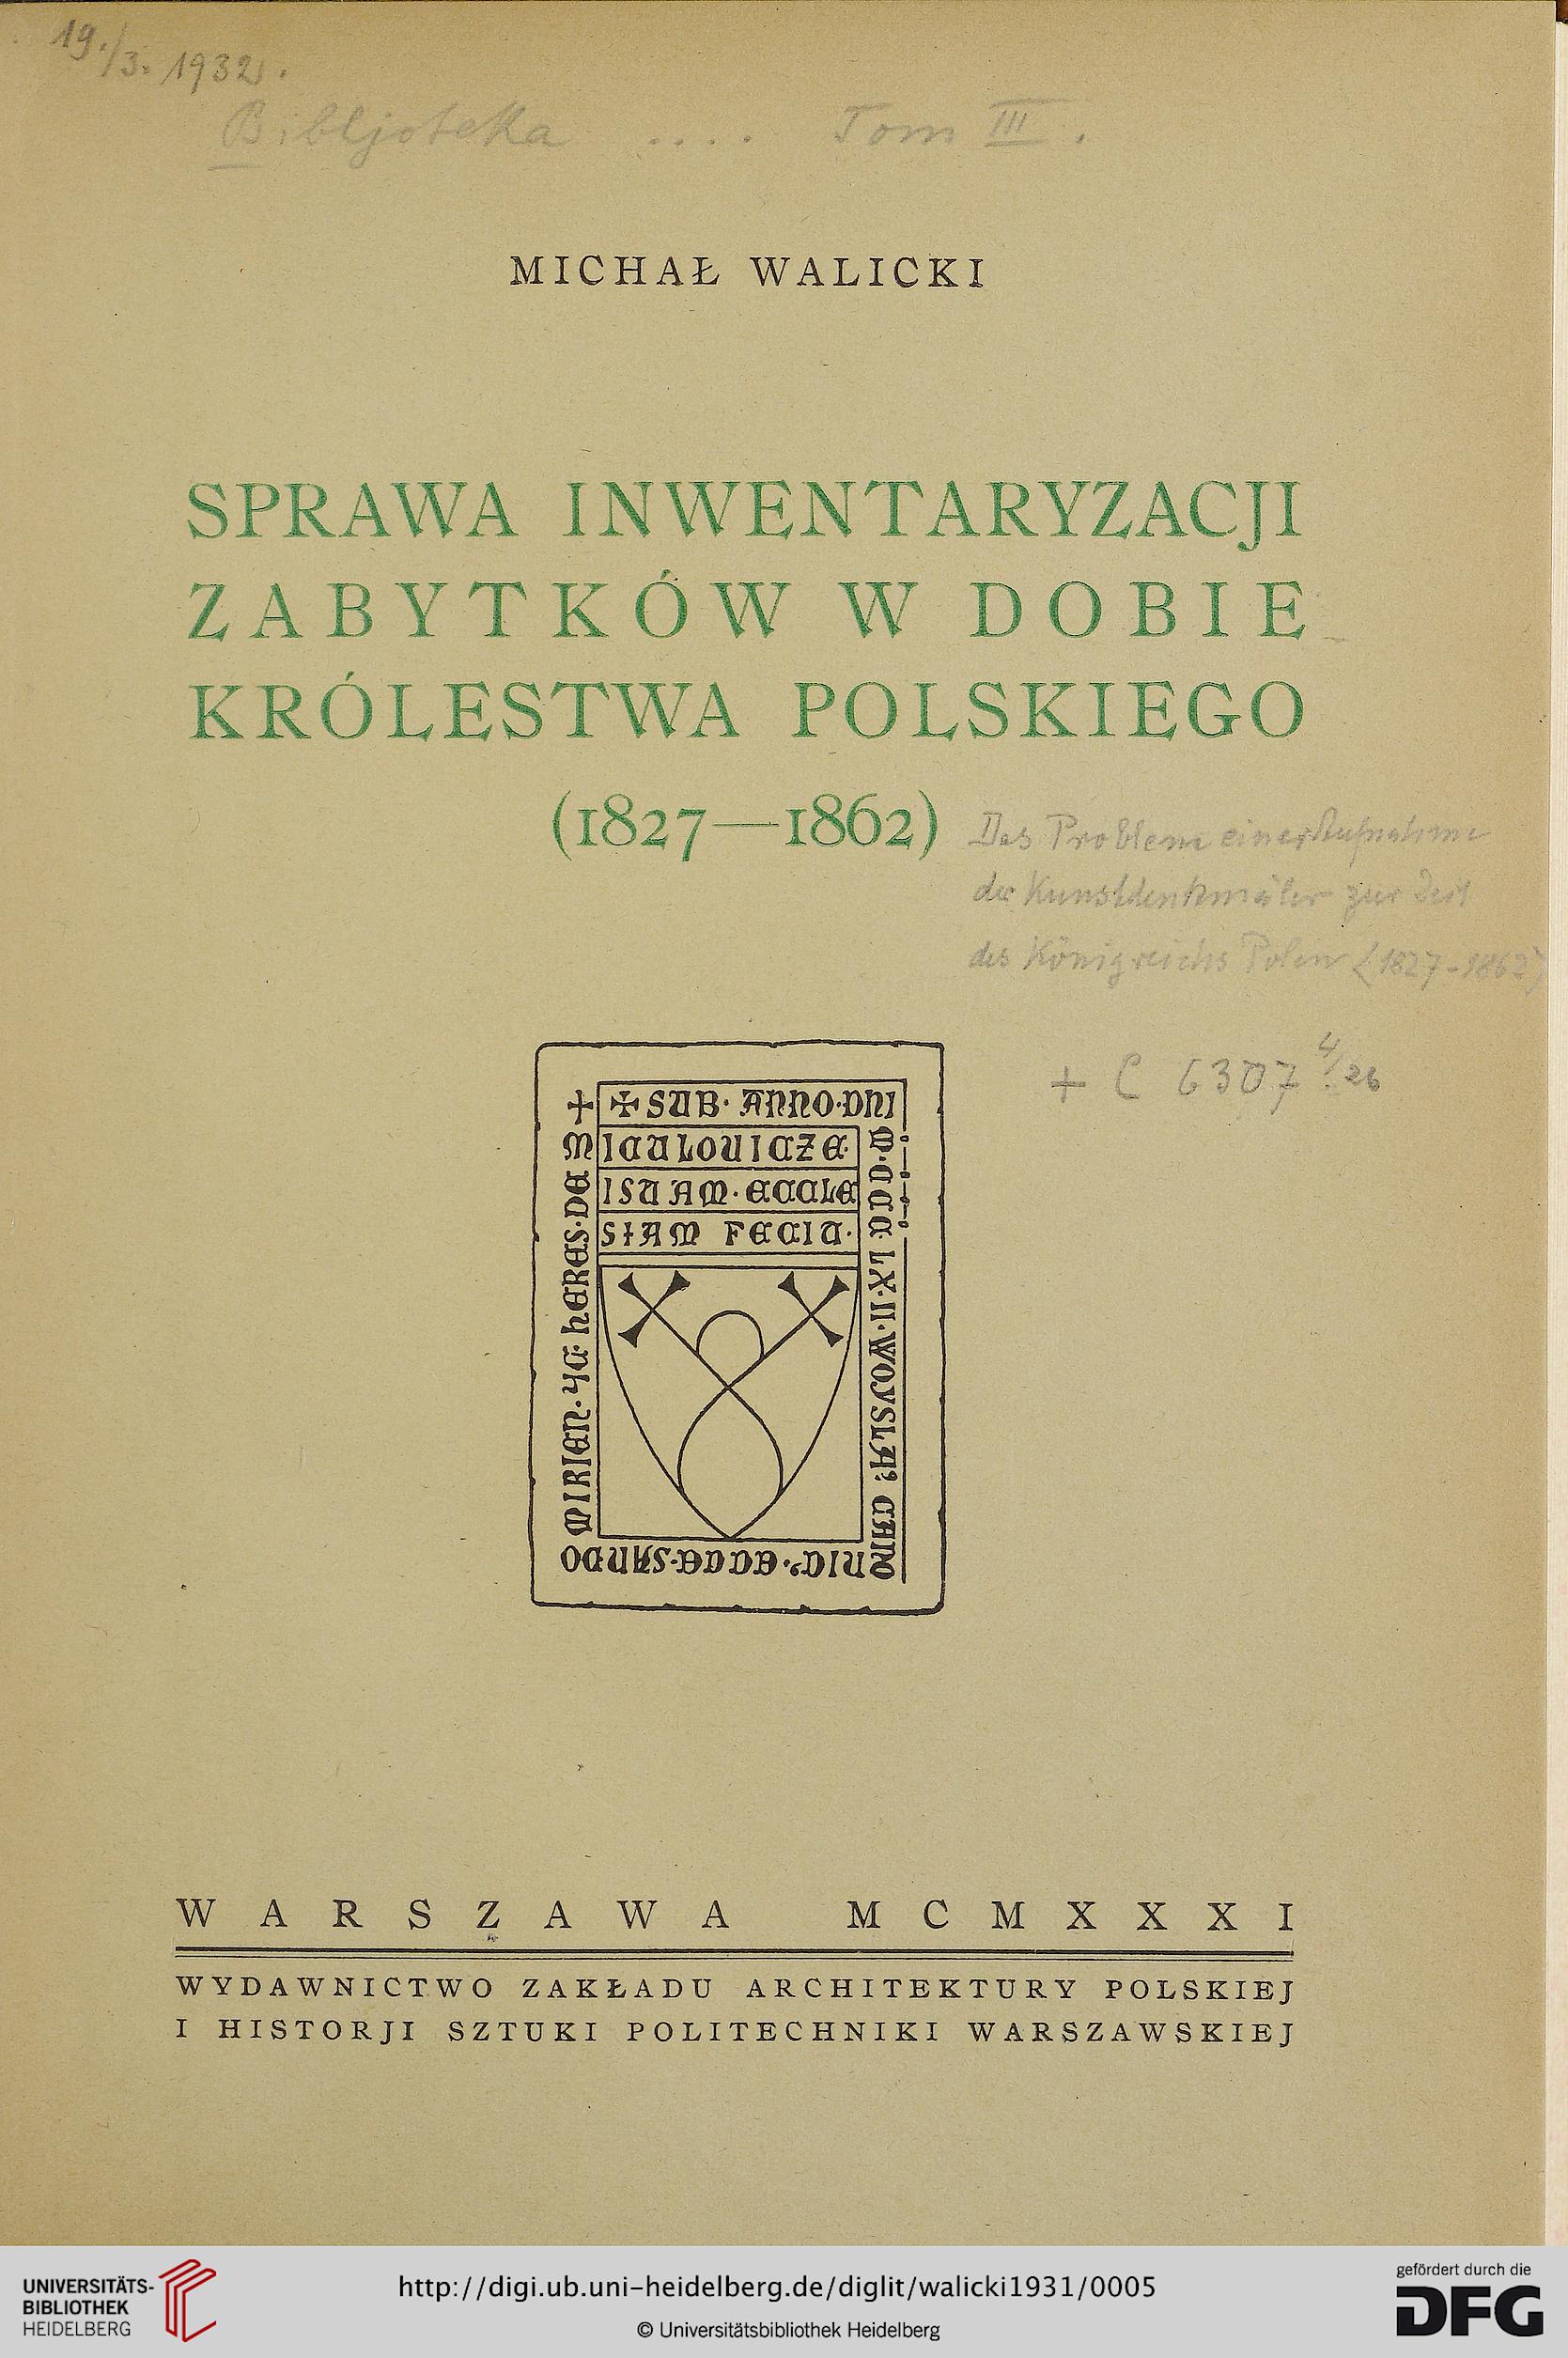 19./3. 1932.
Bibljoteka .... Tom III.
MICHAŁ WALICKI
SPRAWA INWENTARYZACJI
ZABYTKÓW W DOBIE
KRÓLESTWA POLSKIEGO
(1827—1862)
Das Problem einer Aufnahme
der Kunstdenkmäler zur Zeit
des Königreichs Polen (1827-1862)
+ C 6307 4/26
SUB· ANNO·DNI
ISTAM·ECCLE
SIAM FECIT·
WARSZAWA MCMXXXI
WYDAWNICTWO ZAKŁADU ARCHITEKTURY POLSKIEJ
I HISTORJI SZTUKI POLITECHNIKI WARSZAWSKIEJ
UNIVERSITÄTS-
BIBLIOTHEK
HEIDELBERG
http://digi.ub.uni-heidelberg.de/diglit/walicki1931/0005
© Universitätsbibliothek Heidelberg
gefördert durch die
DFG